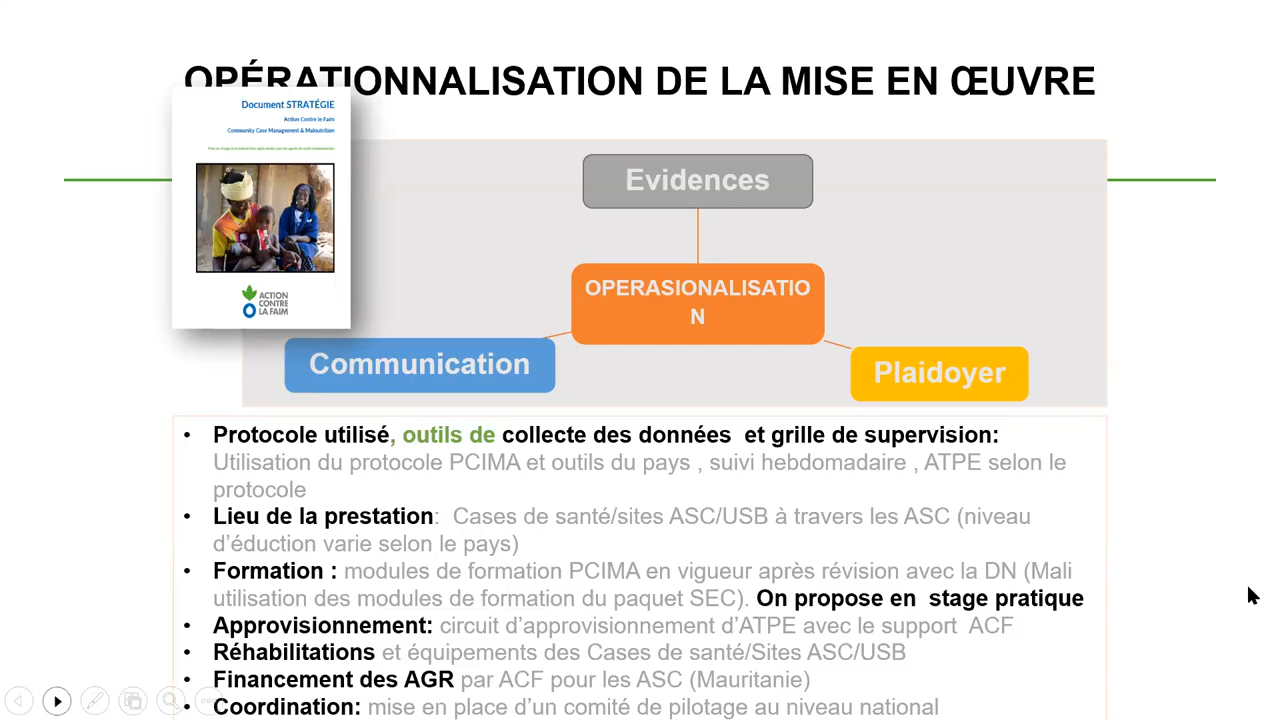 OPÉRATIONNALISATION DE LA MISE EN ŒUVRE
Document STRATÉGIE
Action Contre le Faim
Community Case Management & Malnutrition
ACTION
CONTRE
LA FAIM
Evidences
OPERASIONALISATIO
N
Communication
Plaidoyer
• Protocole utilisé, outils de collecte des données et grille de supervision:
Utilisation du protocole PCIMA et outils du pays , suivi hebdomadaire , ATPE selon le
protocole
• Lieu de la prestation: Cases de santé/sites ASC/USB à travers les ASC (niveau
d’éduction varie selon le pays)
• Formation : modules de formation PCIMA en vigueur après révision avec la DN (Mali
utilisation des modules de formation du paquet SEC). On propose en stage pratique
• Approvisionnement: circuit d’approvisionnement d’ATPE avec le support ACF
• Réhabilitations et équipements des Cases de santé/Sites ASC/USB
• Financement des AGR par ACF pour les ASC (Mauritanie)
• Coordination: mise en place d’un comité de pilotage au niveau national